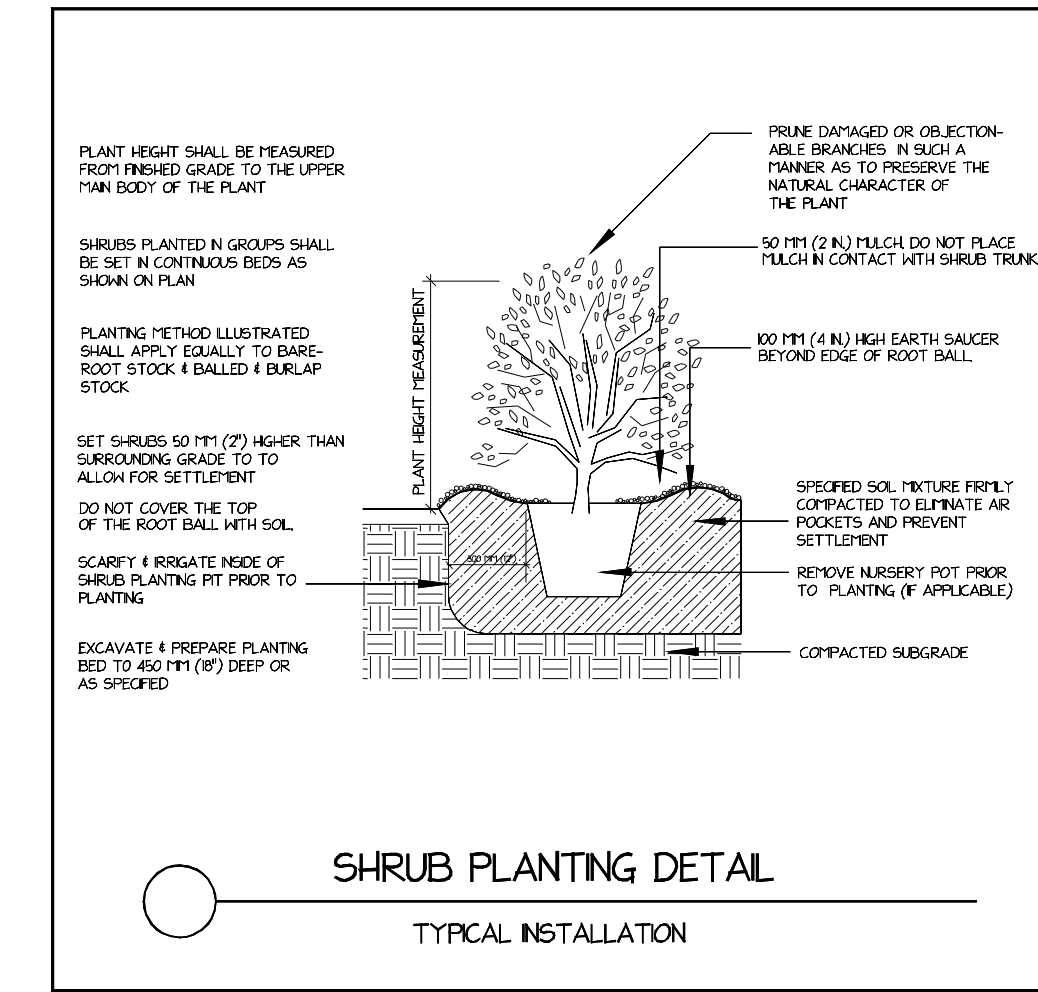 PLANT HEIGHT SHALL BE MEASURED
FROM FINISHED GRADE TO THE UPPER
MAIN BODY OF THE PLANT
SHRUBS PLANTED IN GROUPS SHALL
BE SET IN CONTINUOUS BEDS AS
SHOWN ON PLAN
PLANTING METHOD ILLUSTRATED
SHALL APPLY EQUALLY TO BARE-
ROOT STOCK & BALLED & BURLAP
STOCK
SET SHRUBS 50 MM (2") HIGHER THAN
SURROUNDING GRADE TO TO
ALLOW FOR SETTLEMENT
DO NOT COVER THE TOP
OF THE ROOT BALL WITH SOIL.
SCARIFY & IRRIGATE INSIDE OF
SHRUB PLANTING PIT PRIOR TO
PLANTING
EXCAVATE & PREPARE PLANTING
BED TO 450 MM (18") DEEP OR
AS SPECIFIED
PLANT HEIGHT MEASUREMENT
300 MM (12")
PRUNE DAMAGED OR OBJECTION-
ABLE BRANCHES IN SUCH A
MANNER AS TO PRESERVE THE
NATURAL CHARACTER OF
THE PLANT
50 MM (2 IN.) MULCH. DO NOT PLACE
MULCH IN CONTACT WITH SHRUB TRUNK
100 MM (4 IN.) HIGH EARTH SAUCER
BEYOND EDGE OF ROOT BALL.
SPECIFIED SOIL MIXTURE FIRMLY
COMPACTED TO ELIMINATE AIR
POCKETS AND PREVENT
SETTLEMENT
REMOVE NURSERY POT PRIOR
TO PLANTING (IF APPLICABLE)
COMPACTED SUBGRADE
SHRUB PLANTING DETAIL
TYPICAL INSTALLATION